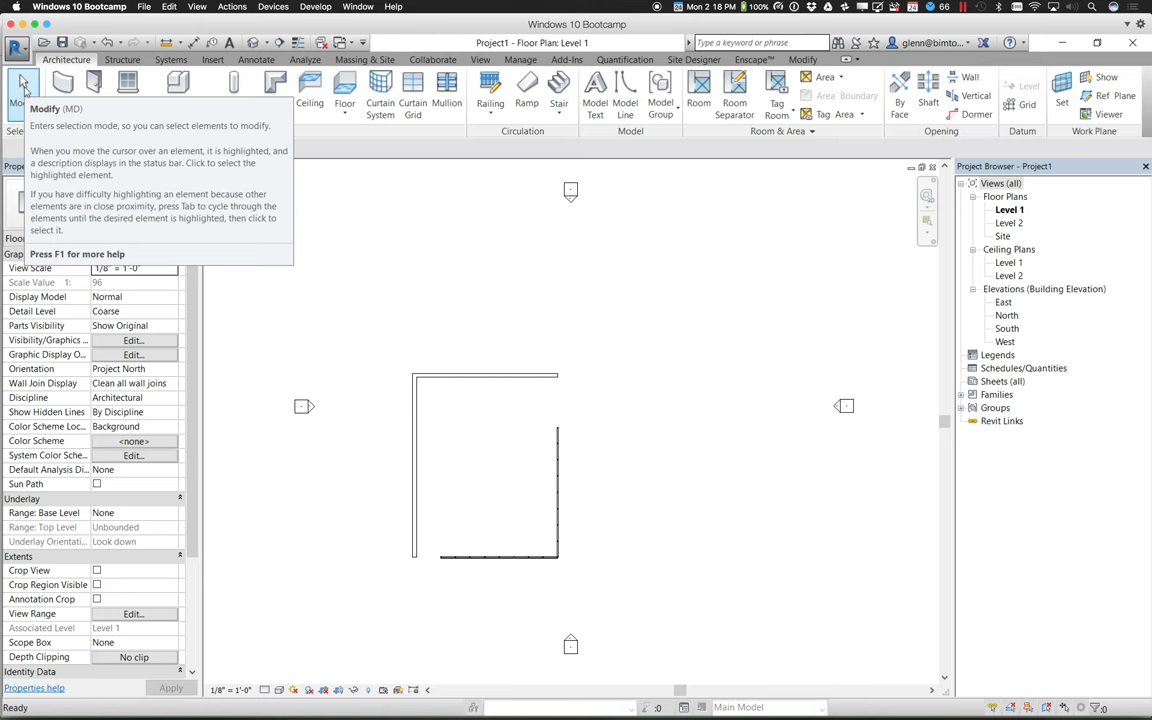 Windows 10 Bootcamp File Edit View Actions Devices Develop Window Help
Mon 2 18 PM 100% 24 66
Windows 10 Bootcamp
Project1 - Floor Plan: Level 1 Type a keyword or phrase glenn@bimto...
Architecture Structure Systems Insert Annotate Analyze Massing & Site Collaborate View Manage Add-Ins Quantification Site Designer Enscape™ Modify
Ceiling Floor Curtain System Curtain Grid Mullion Railing Ramp Stair Model Text Model Line Model Group Room Room Separator Tag Room Area Area Boundary Tag Area By Face Shaft Wall Vertical Dormer Level Grid Set Show Ref Plane Viewer
Circulation Model Room & Area Opening Datum Work Plane
Modify (MD)
Enters selection mode, so you can select elements to modify.
When you move the cursor over an element, it is highlighted, and
a description displays in the status bar. Click to select the
highlighted element.
If you have difficulty highlighting an element because other
elements are in close proximity, press Tab to cycle through the
elements until the desired element is highlighted, then click to
select it.
Press F1 for more help
View Scale 1/8" = 1'-0"
Scale Value 1: 96
Display Model Normal
Detail Level Coarse
Parts Visibility Show Original
Visibility/Graphics ... Edit...
Graphic Display O... Edit...
Orientation Project North
Wall Join Display Clean all wall joins
Discipline Architectural
Show Hidden Lines By Discipline
Color Scheme Loc... Background
Color Scheme <none>
System Color Sche... Edit...
Default Analysis Di... None
Sun Path
Underlay
Range: Base Level None
Range: Top Level Unbounded
Underlay Orientati... Look down
Extents
Crop View
Crop Region Visible
Annotation Crop
View Range Edit...
Associated Level Level 1
Scope Box None
Depth Clipping No clip
Identity Data
Properties help Apply
Project Browser - Project1
Views (all)
Floor Plans
Level 1
Level 2
Site
Ceiling Plans
Level 1
Level 2
Elevations (Building Elevation)
East
North
South
West
Legends
Schedules/Quantities
Sheets (all)
Families
Groups
Revit Links
1/8" = 1'-0"
Ready :0 Main Model :0